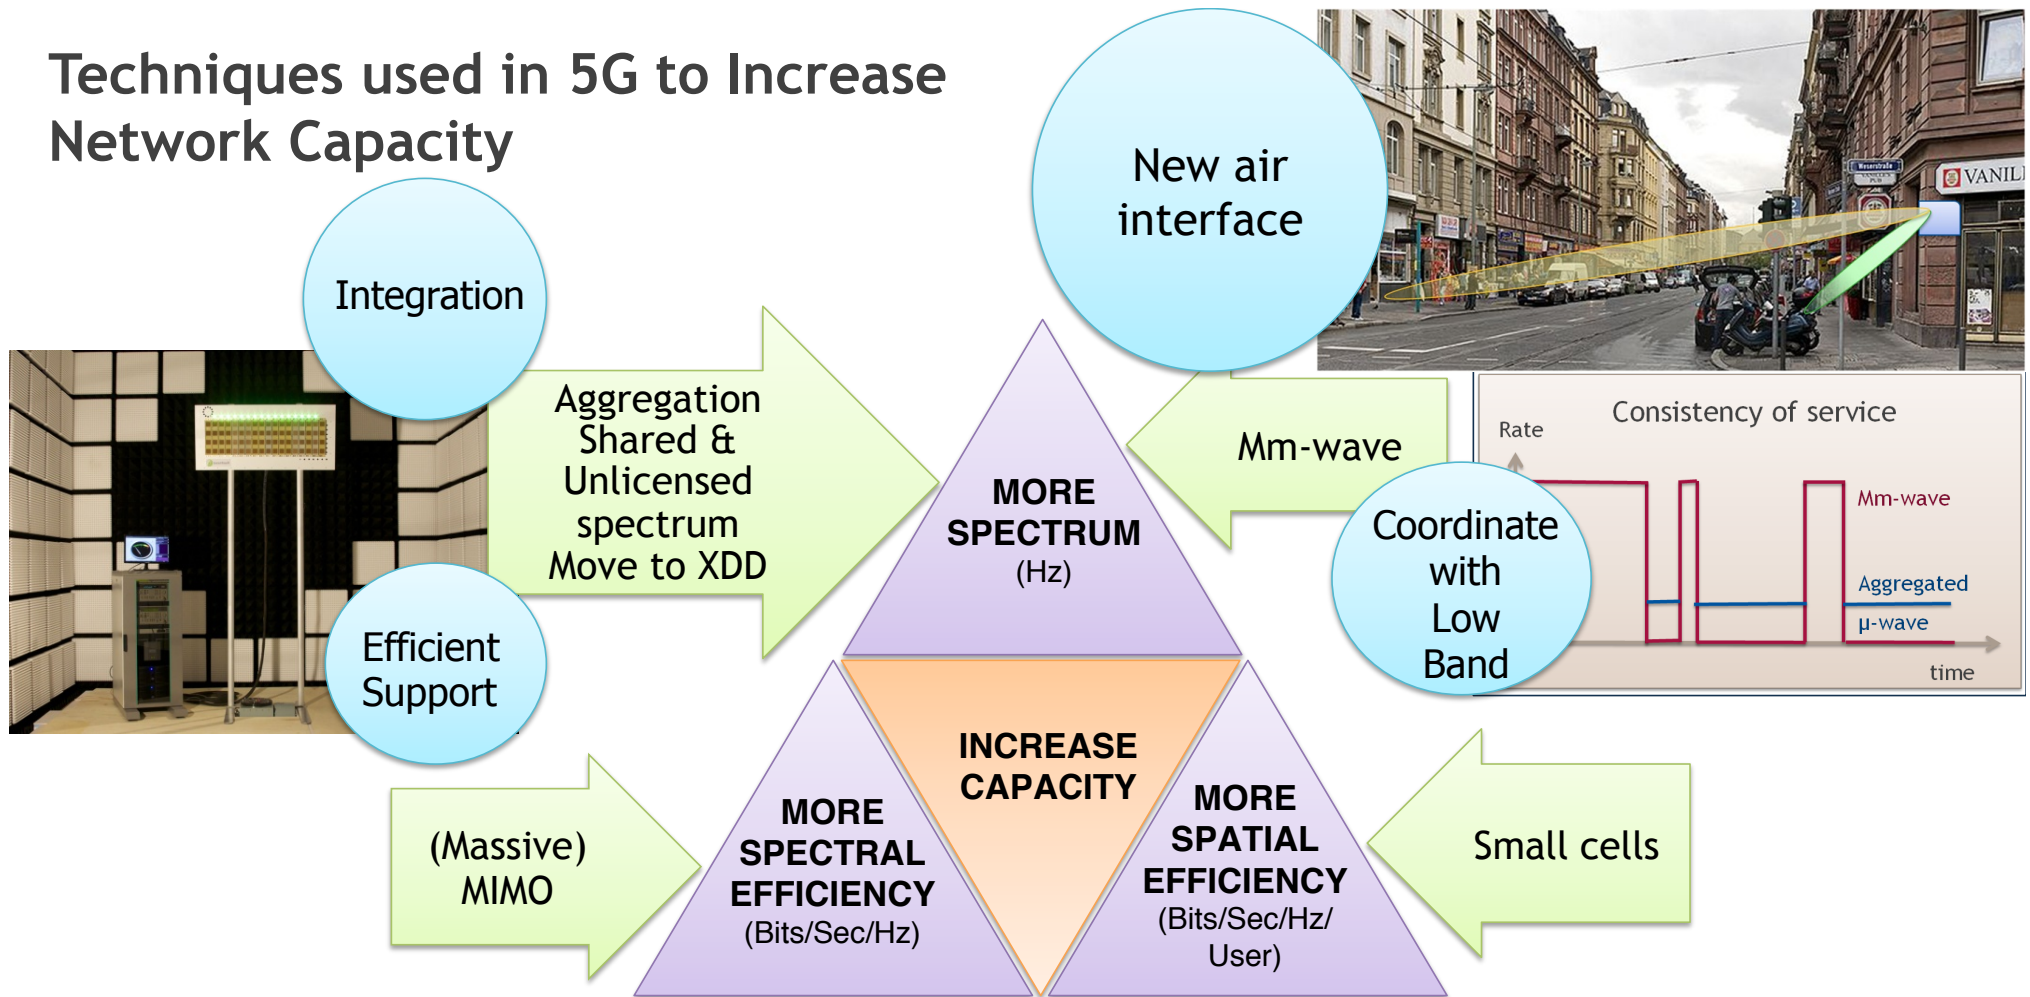 Techniques used in 5G to Increase
Network Capacity
New air
interface
Weserstraße
VANILL
Integration
Aggregation
Shared &
Unlicensed
spectrum
Move to XDD
Mm-wave
Consistency of service
Rate
Mm-wave
Aggregated
μ-wave
time
MORE
SPECTRUM
(Hz)
Coordinate
with
Low
Band
Efficient
Support
INCREASE
CAPACITY
(Massive)
MIMO
MORE
SPECTRAL
EFFICIENCY
(Bits/Sec/Hz)
MORE
SPATIAL
EFFICIENCY
(Bits/Sec/Hz/
User)
Small cells